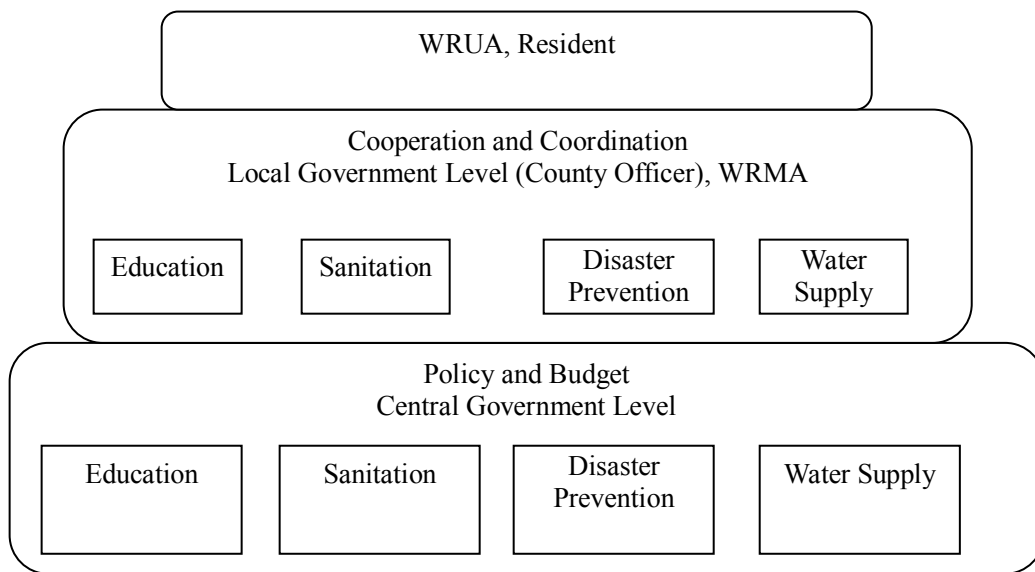 WRUA, Resident
Cooperation and Coordination
Local Government Level (County Officer), WRMA
Education
Sanitation
Disaster
Prevention
Water
Supply
Policy and Budget
Central Government Level
Education
Sanitation
Disaster
Prevention
Water Supply